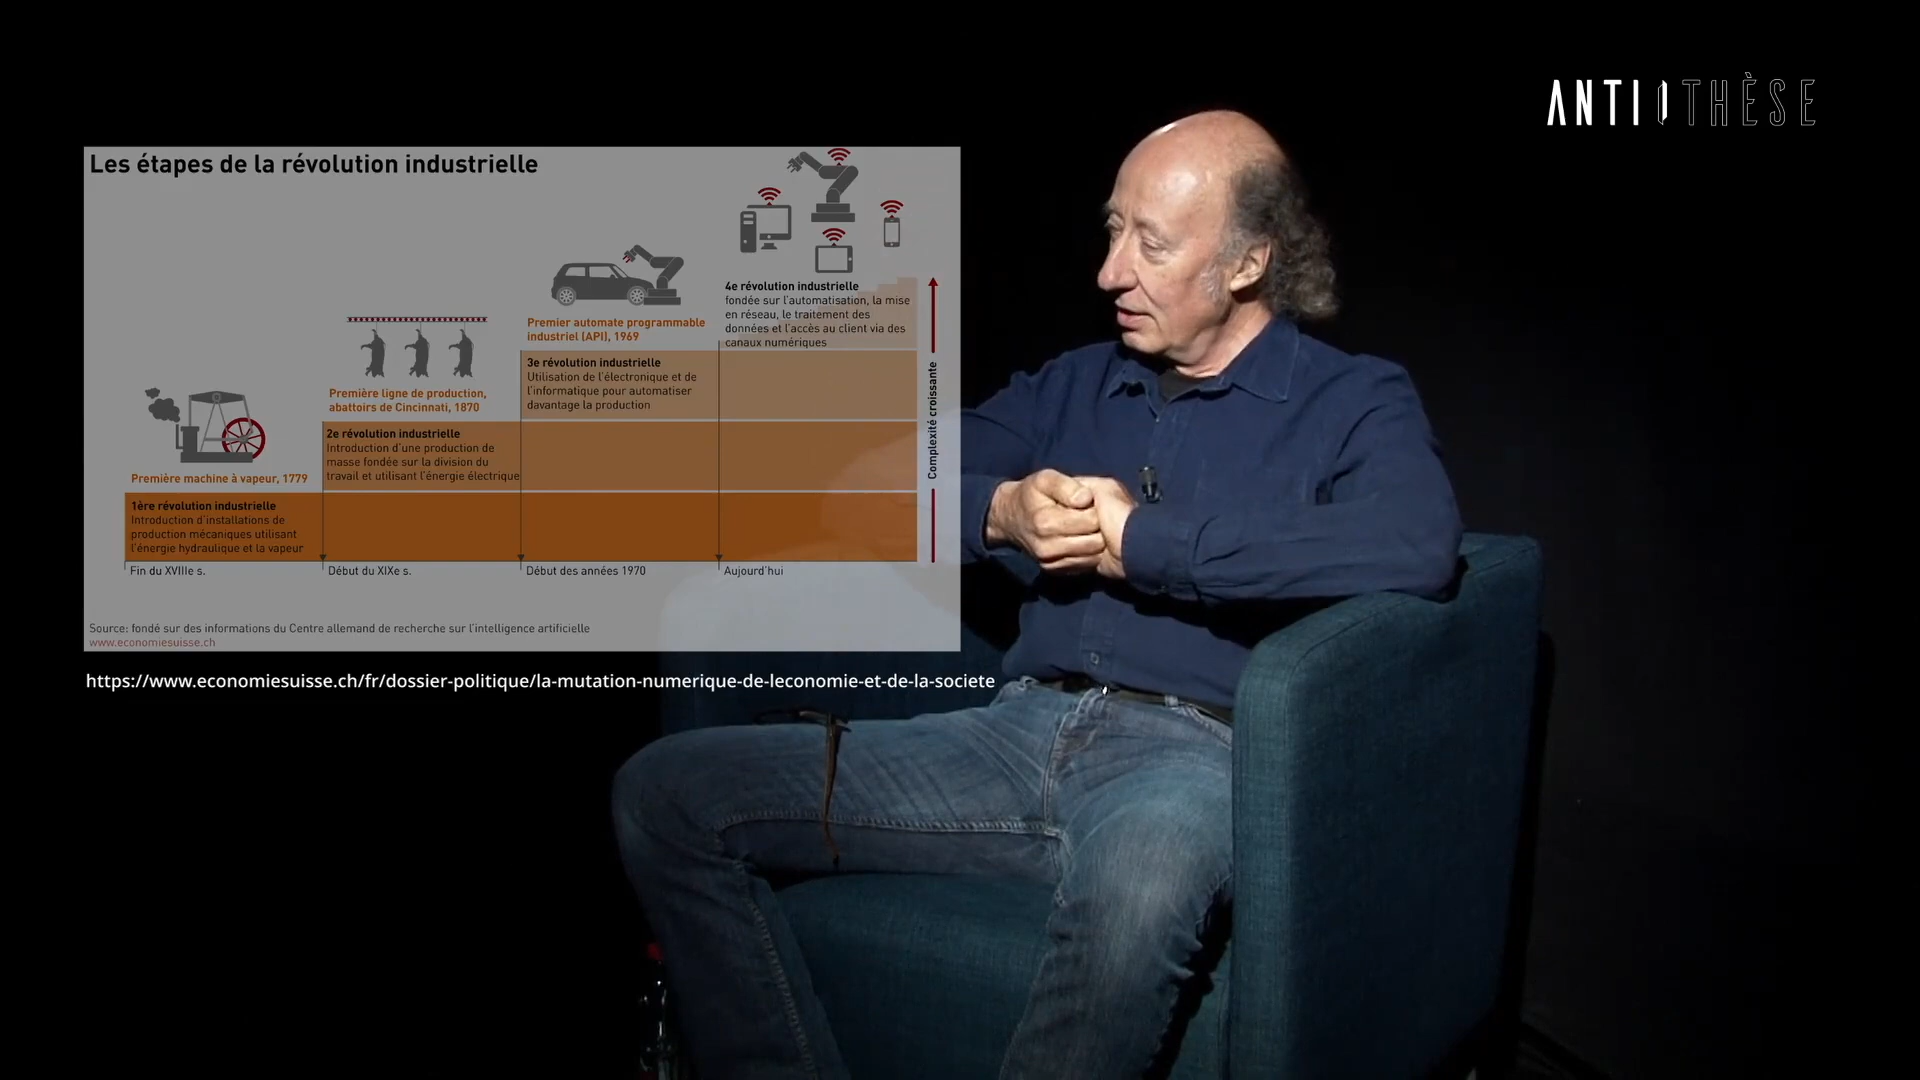 ANTITHÈSE
Les étapes de la révolution industrielle
4e révolution industrielle
fondée sur l'automatisation, la mise
en réseau, le traitement des
données et l'accès au client via des
canaux numériques
Premier automate programmable
industriel (API), 1969
3e révolution industrielle
Utilisation de l'électronique et de
l'informatique pour automatiser
davantage la production
Première ligne de production,
abattoirs de Cincinnati, 1870
2e révolution industrielle
Introduction d'une production de
masse fondée sur la division du
travail et utilisant l'énergie électrique
Première machine à vapeur, 1779
1ère révolution industrielle
Introduction d'installations de
production mécaniques utilisant
l'énergie hydraulique et la vapeur
Complexité croissante
Fin du XVIIIe s.
Début du XIXe s.
Début des années 1970
Aujourd'hui
Source: fondé sur des informations du Centre allemand de recherche sur l'intelligence artificielle
www.economiesuisse.ch
https://www.economiesuisse.ch/fr/dossier-politique/la-mutation-numerique-de-leconomie-et-de-la-societe